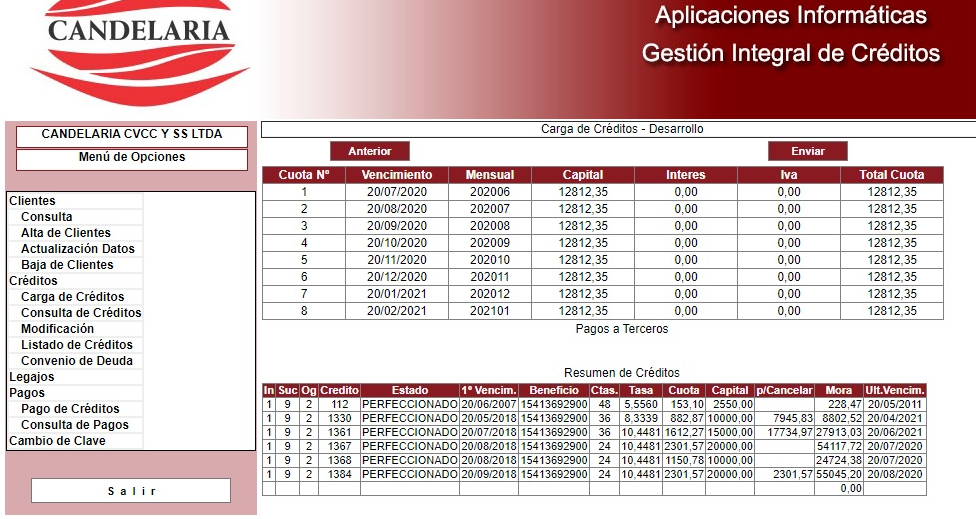 CANDELARIA
Aplicaciones Informáticas
Gestión Integral de Créditos
CANDELARIA CVCC Y SS LTDA
Menú de Opciones
Clientes
Consulta
Alta de Clientes
Actualización Datos
Baja de Clientes
Créditos
Carga de Créditos
Consulta de Créditos
Modificación
Listado de Créditos
Convenio de Deuda
Legajos
Pagos
Pago de Créditos
Consulta de Pagos
Cambio de Clave
S a l i r
Carga de Créditos - Desarrollo
Anterior Enviar
Cuota Nº Vencimiento Mensual Capital Interes Iva Total Cuota
1 20/07/2020 202006 12812,35 0,00 0,00 12812,35
2 20/08/2020 202007 12812,35 0,00 0,00 12812,35
3 20/09/2020 202008 12812,35 0,00 0,00 12812,35
4 20/10/2020 202009 12812,35 0,00 0,00 12812,35
5 20/11/2020 202010 12812,35 0,00 0,00 12812,35
6 20/12/2020 202011 12812,35 0,00 0,00 12812,35
7 20/01/2021 202012 12812,35 0,00 0,00 12812,35
8 20/02/2021 202101 12812,35 0,00 0,00 12812,35
Pagos a Terceros
Resumen de Créditos
In Suc Og Credito Estado 1º Vencim. Beneficio Ctas. Tasa Cuota Capital p/Cancelar Mora Ult.Vencim.
1 9 2 112 PERFECCIONADO 20/06/2007 15413692900 48 5,5560 153,10 2550,00 228,47 20/05/2011
1 9 2 1330 PERFECCIONADO 20/05/2018 15413692900 36 8,3339 882,87 10000,00 7945,83 8802,52 20/04/2021
1 9 2 1361 PERFECCIONADO 20/07/2018 15413692900 36 10,4481 1612,27 15000,00 17734,97 27913,03 20/06/2021
1 9 2 1367 PERFECCIONADO 20/08/2018 15413692900 24 10,4481 2301,57 20000,00 54117,72 20/07/2020
1 9 2 1368 PERFECCIONADO 20/08/2018 15413692900 24 10,4481 1150,78 10000,00 24724,38 20/07/2020
1 9 2 1384 PERFECCIONADO 20/09/2018 15413692900 24 10,4481 2301,57 20000,00 2301,57 55045,20 20/08/2020
0,00